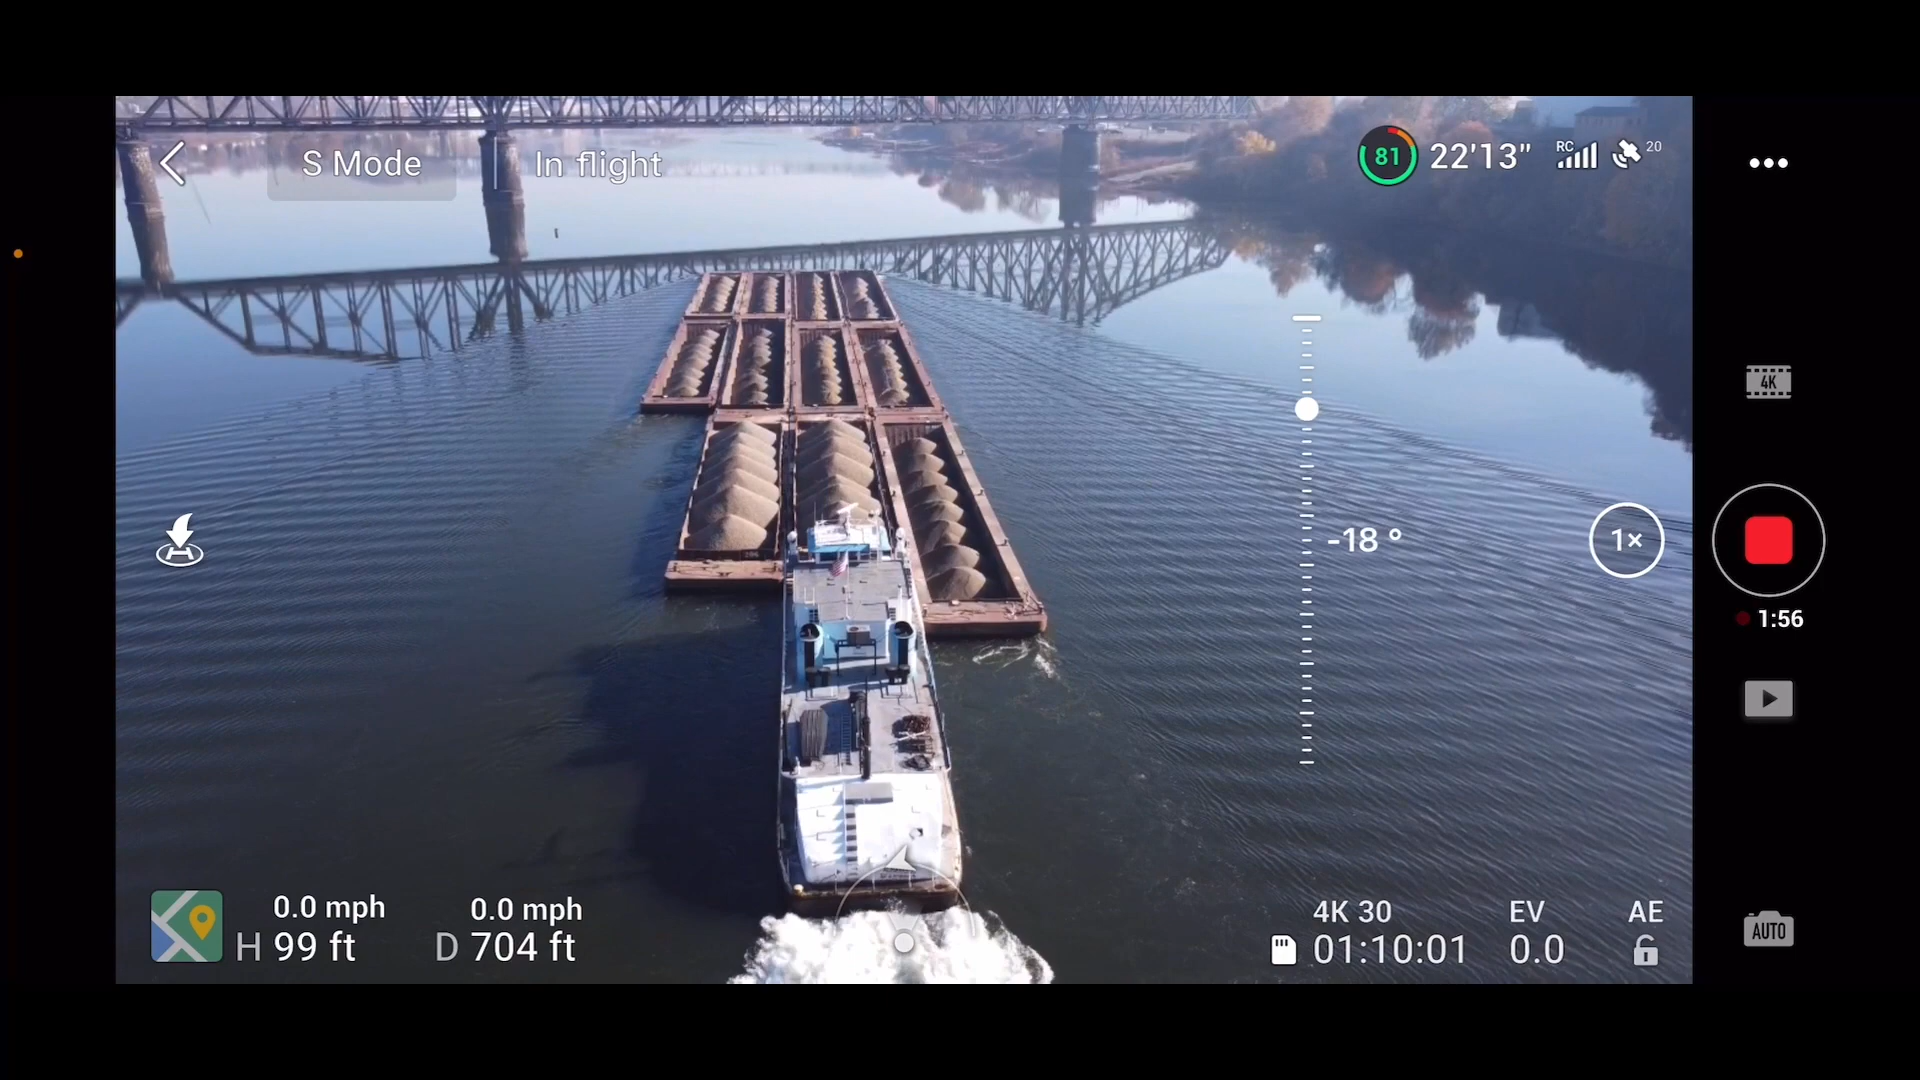 S Mode
In flight
81
22'13"
RC
20
4K
-18 °
1×
1:56
0.0 mph
0.0 mph
H 99 ft
D 704 ft
4K 30
01:10:01
EV
0.0
AE
AUTO